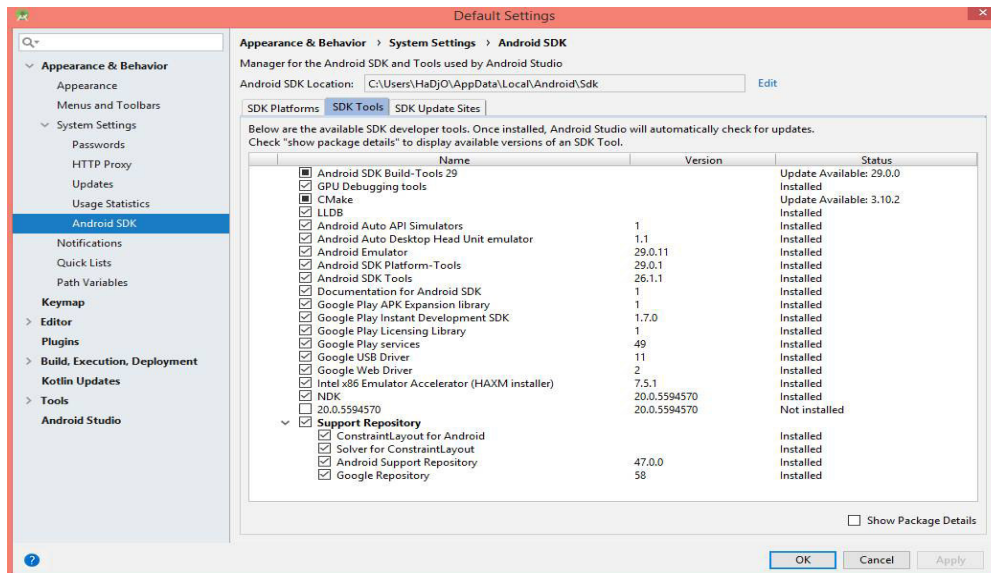 Default Settings
Appearance & Behavior
Appearance
Menus and Toolbars
System Settings
Passwords
HTTP Proxy
Updates
Usage Statistics
Android SDK
Notifications
Quick Lists
Path Variables
Keymap
Editor
Plugins
Build, Execution, Deployment
Kotlin Updates
Tools
Android Studio
Appearance & Behavior › System Settings › Android SDK
Manager for the Android SDK and Tools used by Android Studio
Android SDK Location: C:\Users\HaDjO\AppData\Local\Android\Sdk Edit
SDK Platforms SDK Tools SDK Update Sites
Below are the available SDK developer tools. Once installed, Android Studio will automatically check for updates.
Check "show package details" to display available versions of an SDK Tool.
Name Version Status
Android SDK Build-Tools 29 Update Available: 29.0.0
GPU Debugging tools Installed
CMake Update Available: 3.10.2
LLDB Installed
Android Auto API Simulators 1 Installed
Android Auto Desktop Head Unit emulator 1.1 Installed
Android Emulator 29.0.11 Installed
Android SDK Platform-Tools 29.0.1 Installed
Android SDK Tools 26.1.1 Installed
Documentation for Android SDK 1 Installed
Google Play APK Expansion library 1 Installed
Google Play Instant Development SDK 1.7.0 Installed
Google Play Licensing Library 1 Installed
Google Play services 49 Installed
Google USB Driver 11 Installed
Google Web Driver 2 Installed
Intel x86 Emulator Accelerator (HAXM installer) 7.5.1 Installed
NDK 20.0.5594570 Installed
20.0.5594570 20.0.5594570 Not installed
Support Repository
ConstraintLayout for Android Installed
Solver for ConstraintLayout Installed
Android Support Repository 47.0.0 Installed
Google Repository 58 Installed
Show Package Details
? OK Cancel Apply